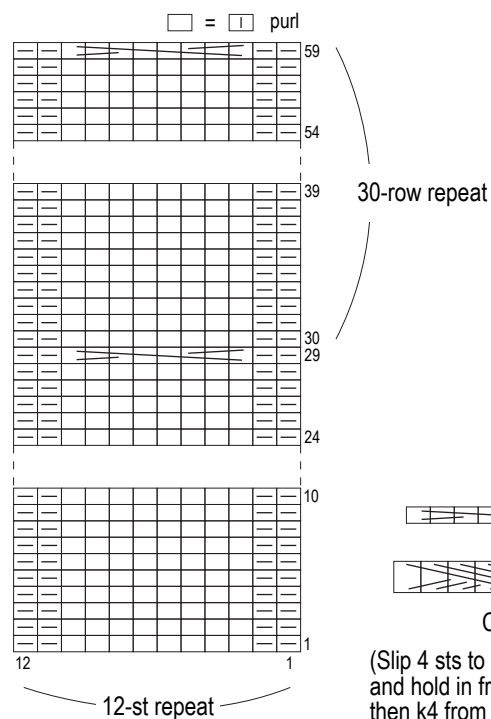 = purl
59
54
39
30-row repeat
30
29
24
10
1
12 1
12-st repeat
(Slip 4 sts to
and hold in fr
then k4 from